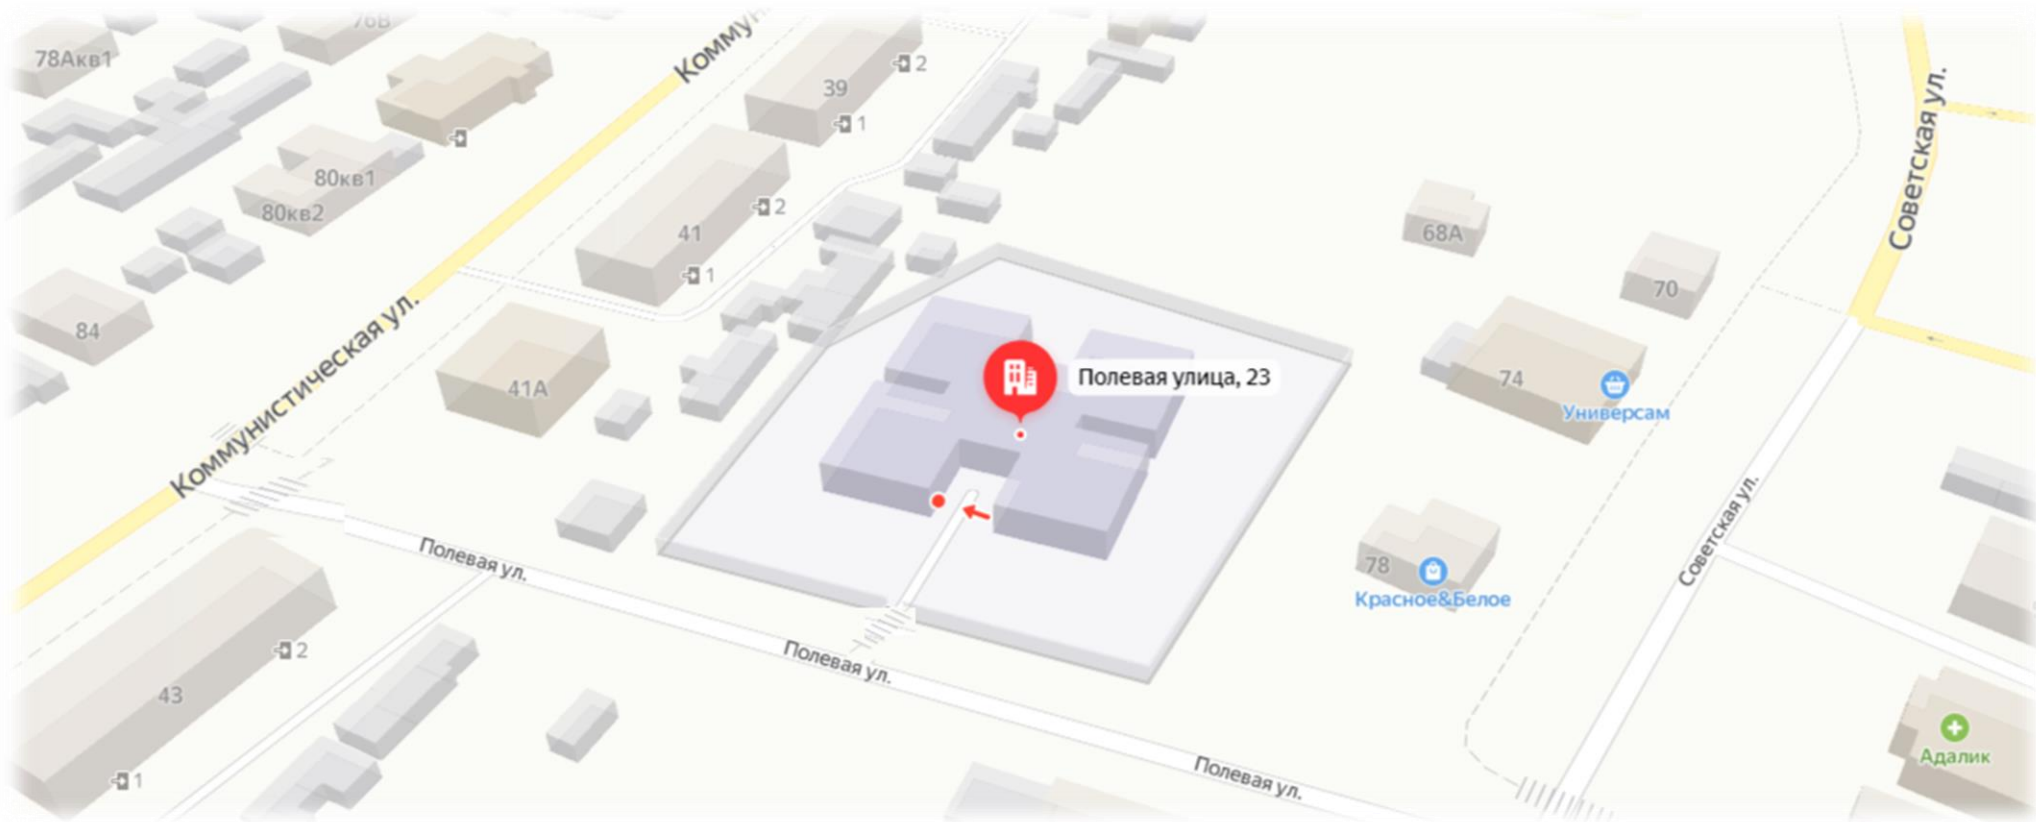 76В
Комму
78Акв1
39
2
1
Советская ул.
80кв1
80кв2
41
2
1
68А
70
84
Коммунистическая ул.
41А
Полевая улица, 23
74
Универсам
Полевая ул.
78
Красное&Белое
Советская ул.
43
2
1
Полевая ул.
Полевая ул.
Адалик